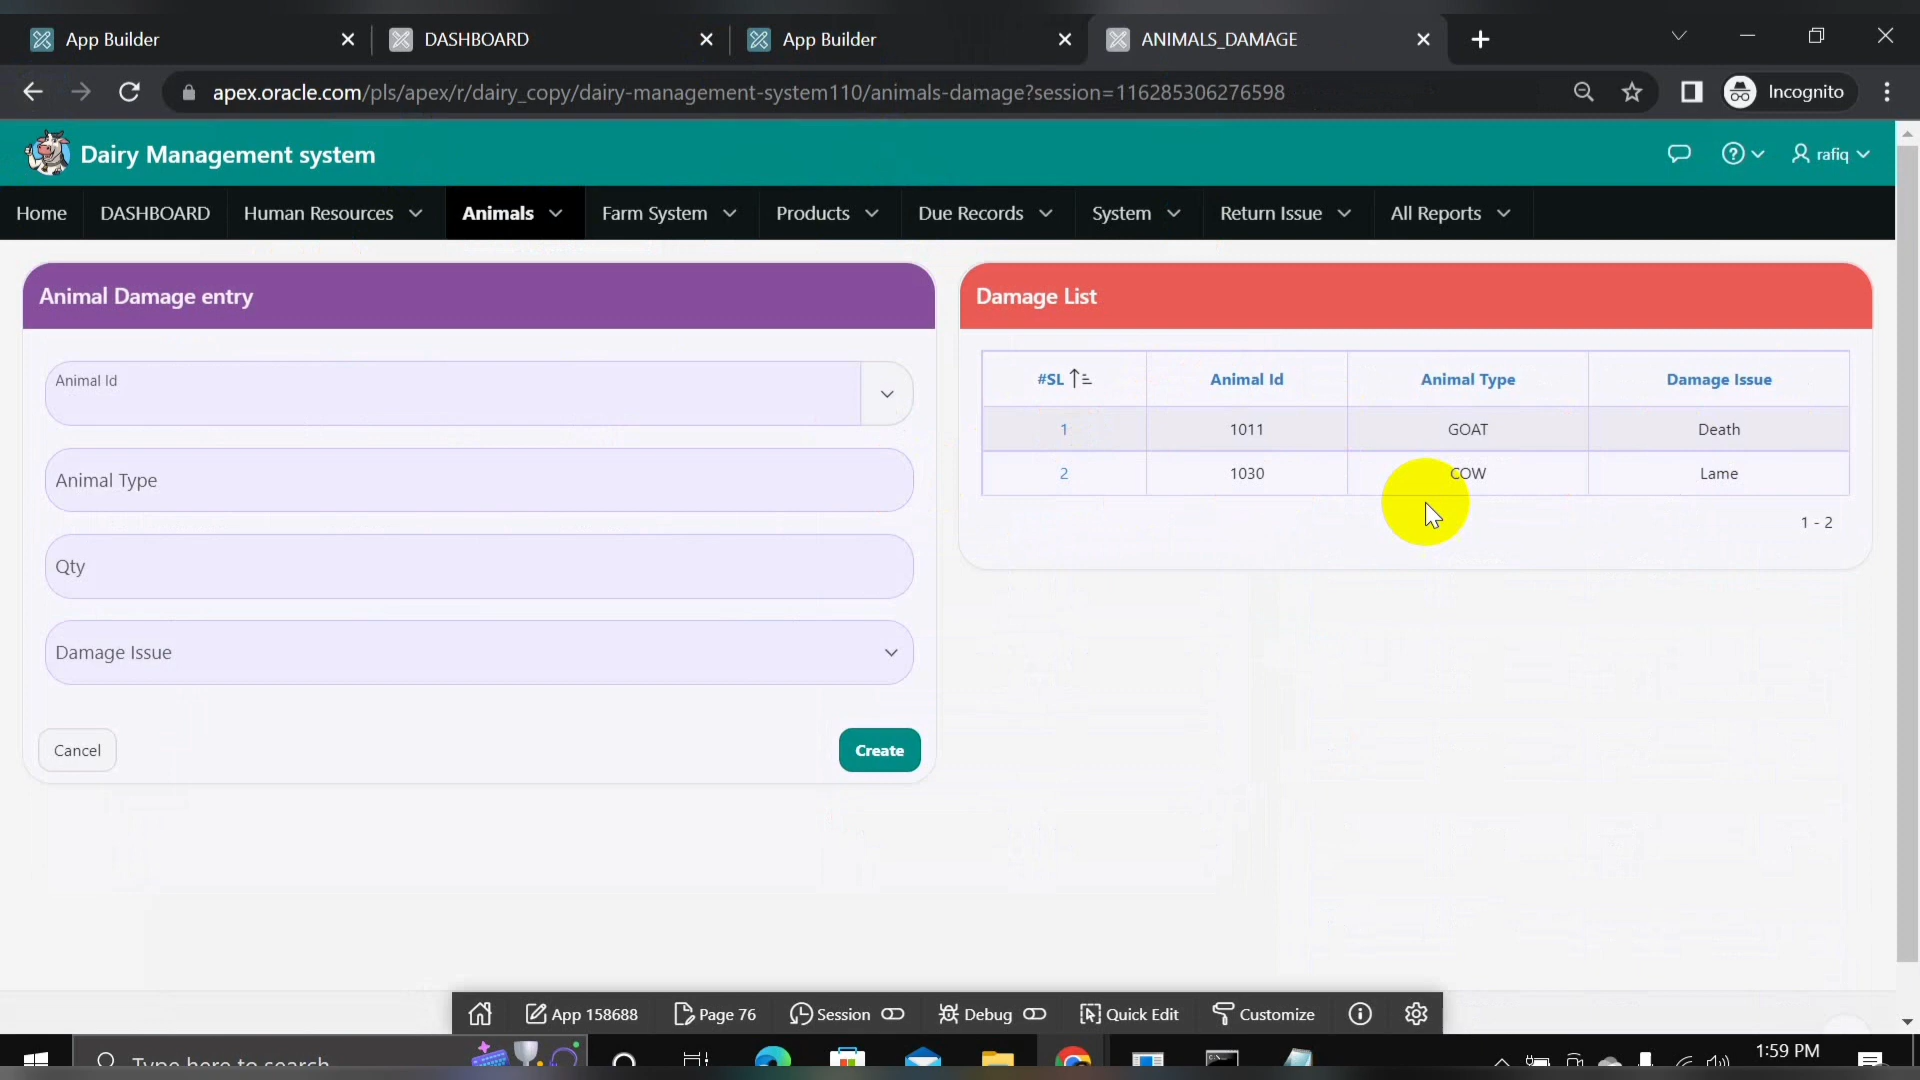 App Builder
DASHBOARD
App Builder
ANIMALS_DAMAGE
apex.oracle.com/pls/apex/r/dairy_copy/dairy-management-system110/animals-damage?session=116285306276598
Incognito
Dairy Management system
rafiq
Home DASHBOARD Human Resources Animals Farm System Products Due Records System Return Issue All Reports
Animal Damage entry
Animal Id
Animal Type
Qty
Damage Issue
Cancel
Create
Damage List
#SL Animal Id Animal Type Damage Issue
1 1011 GOAT Death
2 1030 COW Lame
1 - 2
App 158688 Page 76 Session Debug Quick Edit Customize
Type here to search
1:59 PM